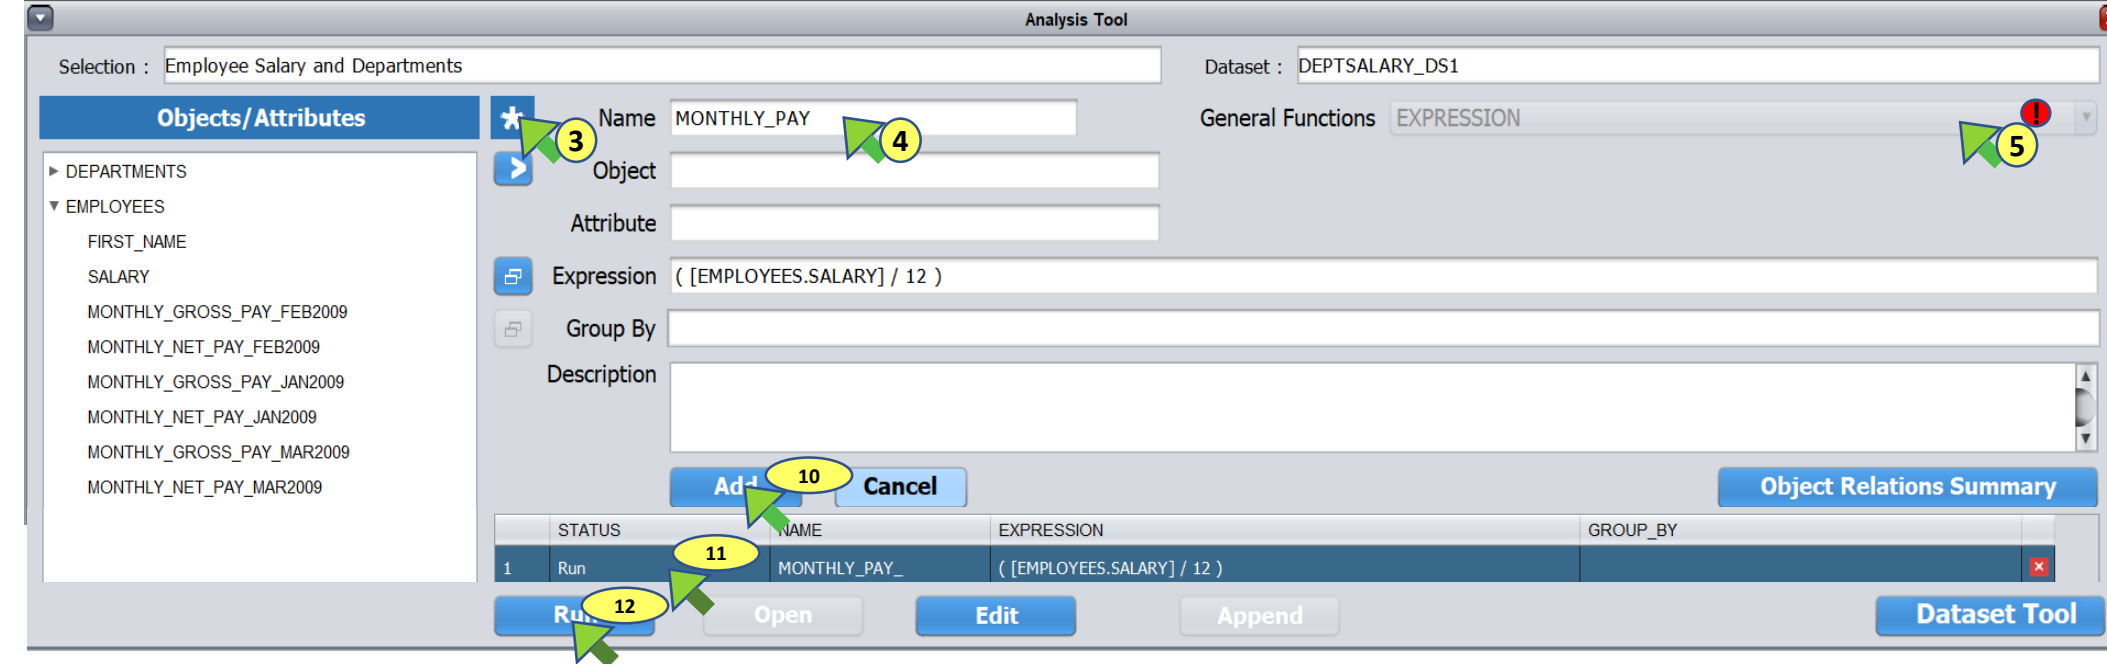 Analysis Tool
Selection : Employee Salary and Departments Dataset : DEPTSALARY_DS1
Objects/Attributes * 3 Name MONTHLY_PAY 4 General Functions EXPRESSION ! 5
DEPARTMENTS Object
EMPLOYEES
FIRST_NAME Attribute
SALARY Expression ( [EMPLOYEES.SALARY] / 12 )
MONTHLY_GROSS_PAY_FEB2009
MONTHLY_NET_PAY_FEB2009 Group By
MONTHLY_GROSS_PAY_JAN2009 Description
MONTHLY_NET_PAY_JAN2009
MONTHLY_GROSS_PAY_MAR2009
MONTHLY_NET_PAY_MAR2009 Add 10 Cancel Object Relations Summary
STATUS NAME EXPRESSION GROUP_BY
1 Run 11 MONTHLY_PAY_ ( [EMPLOYEES.SALARY] / 12 )
Run 12 Open Edit Append Dataset Tool